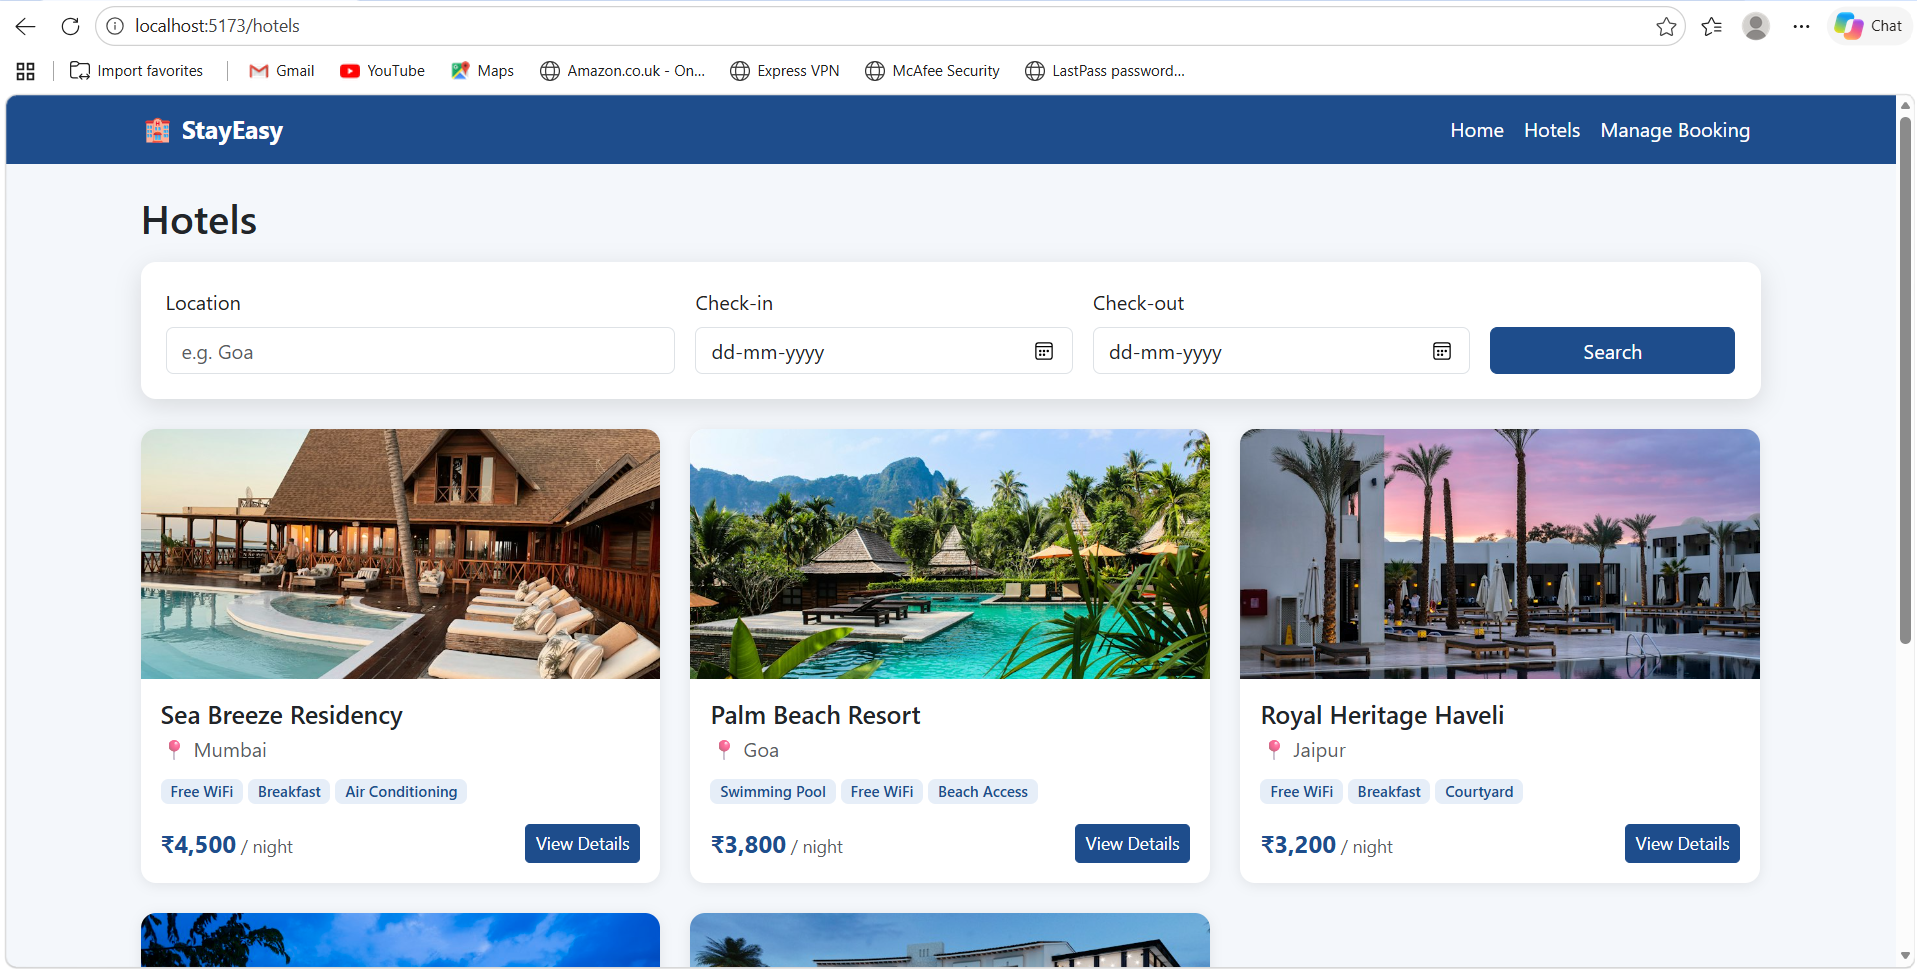 localhost:5173/hotels
Chat
Import favorites
Gmail
YouTube
Maps
Amazon.co.uk - On...
Express VPN
McAfee Security
LastPass password...
StayEasy
Home Hotels Manage Booking
Hotels
Location Check-in Check-out
e.g. Goa dd-mm-yyyy dd-mm-yyyy Search
Sea Breeze Residency
Mumbai
Free WiFi Breakfast Air Conditioning
₹4,500 / night View Details
Palm Beach Resort
Goa
Swimming Pool Free WiFi Beach Access
₹3,800 / night View Details
Royal Heritage Haveli
Jaipur
Free WiFi Breakfast Courtyard
₹3,200 / night View Details